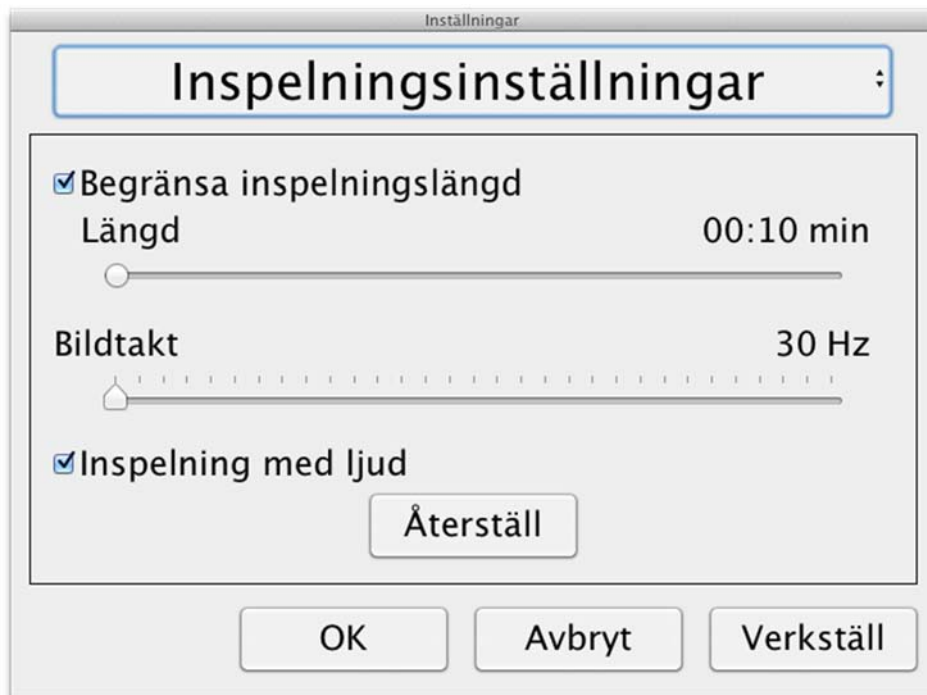 Inställningar
Inspelningsinställningar
Begränsa inspelningslängd
Längd 00:10 min
Bildtakt 30 Hz
Inspelning med ljud
Återställ
OK Avbryt Verkställ